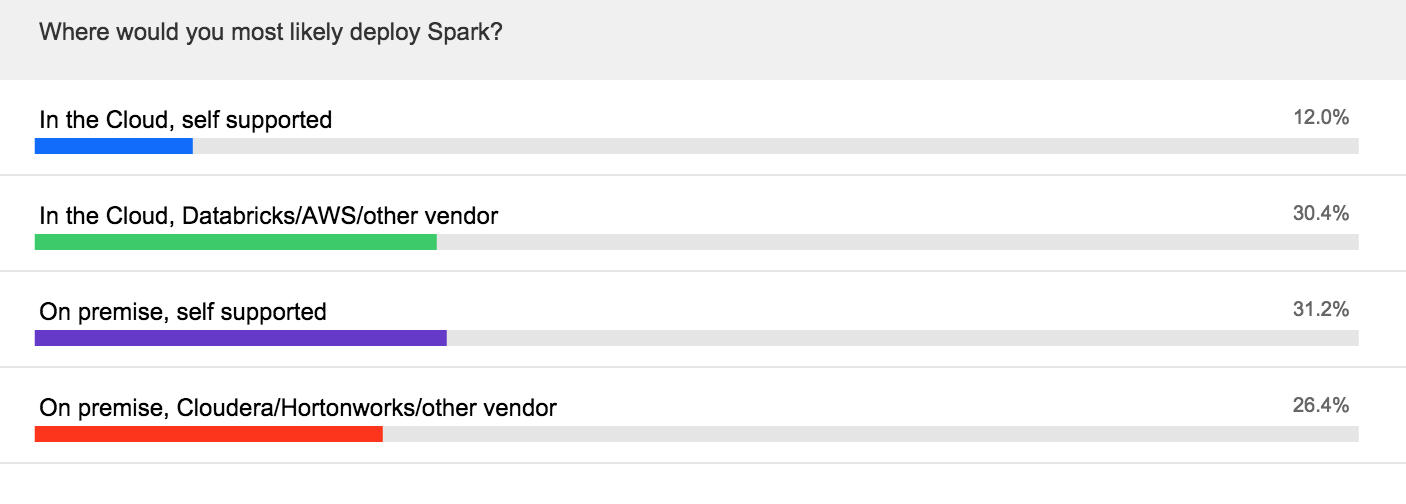 Where would you most likely deploy Spark?
In the Cloud, self supported
12.0%
In the Cloud, Databricks/AWS/other vendor
30.4%
On premise, self supported
31.2%
On premise, Cloudera/Hortonworks/other vendor
26.4%